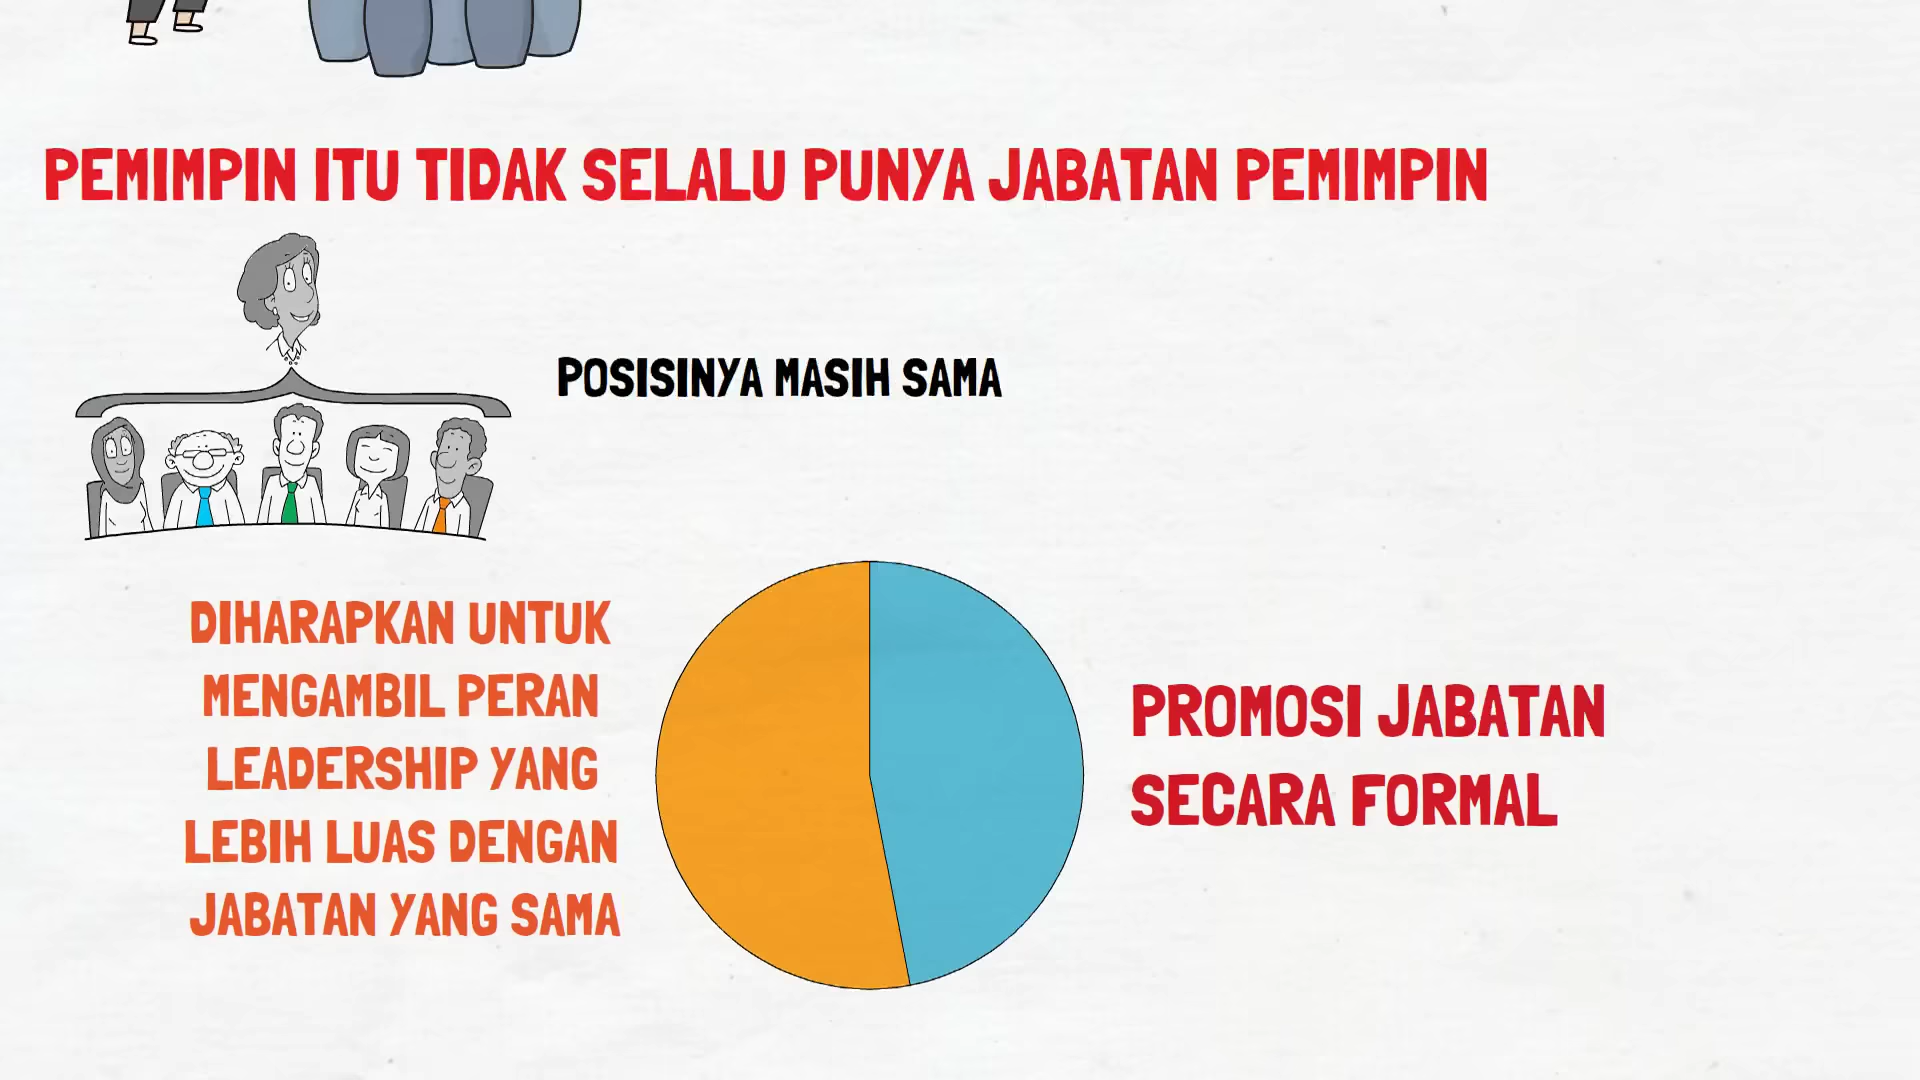 PEMIMPIN ITU TIDAK SELALU PUNYA JABATAN PEMIMPIN
POSISINYA MASIH SAMA
DIHARAPKAN UNTUK
MENGAMBIL PERAN
LEADERSHIP YANG
LEBIH LUAS DENGAN
JABATAN YANG SAMA
PROMOSI JABATAN
SECARA FORMAL